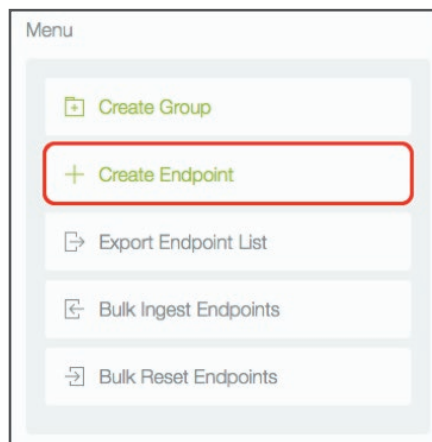 Menu
Create Group
Create Endpoint
Export Endpoint List
Bulk Ingest Endpoints
Bulk Reset Endpoints